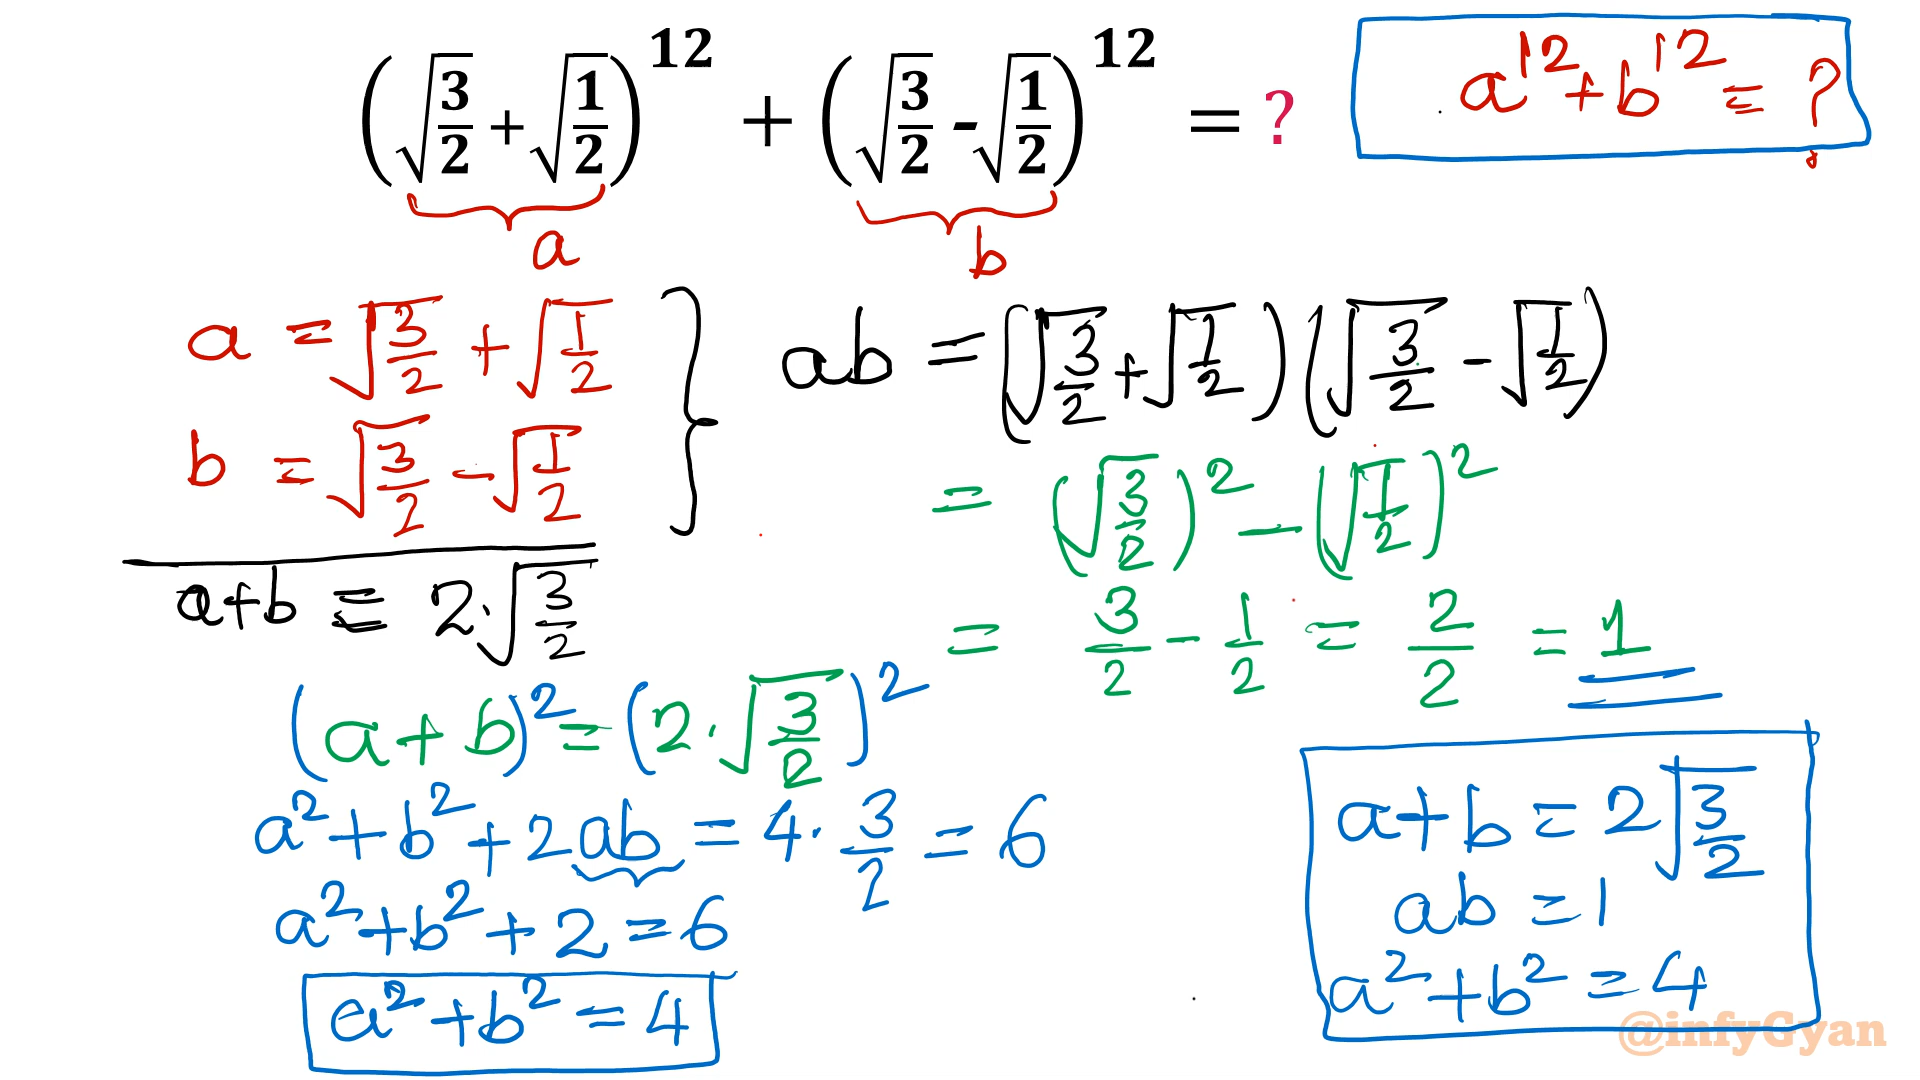 (√(3/2) + √(1/2))^12 + (√(3/2) - √(1/2))^12 = ?
a^12 + b^12 = ?
a b
a = √(3/2) + √(1/2)
b = √(3/2) - √(1/2)
a+b = 2·√(3/2)
ab = (√(3/2) + √(1/2)) (√(3/2) - √(1/2))
= (√(3/2))^2 - (√(1/2))^2
= 3/2 - 1/2 = 2/2 = 1
(a+b)^2 = (2·√(3/2))^2
a^2 + b^2 + 2ab = 4·3/2 = 6
a^2 + b^2 + 2 = 6
a^2 + b^2 = 4
a+b = 2√(3/2)
ab = 1
a^2 + b^2 = 4
@infyGyan